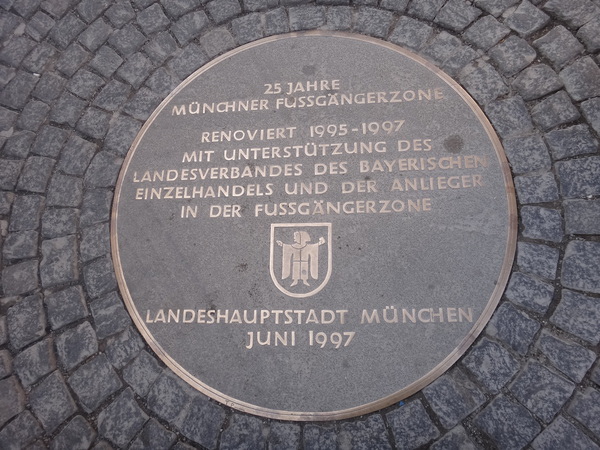 25 JAHRE
MÜNCHNER FUSSGÄNGERZONE
RENOVIERT 1995-1997
MIT UNTERSTÜTZUNG DES
LANDESVERBANDES DES BAYERISCHEN
EINZELHANDELS UND DER ANLIEGER
IN DER FUSSGÄNGERZONE
LANDESHAUPTSTADT MÜNCHEN
JUNI 1997